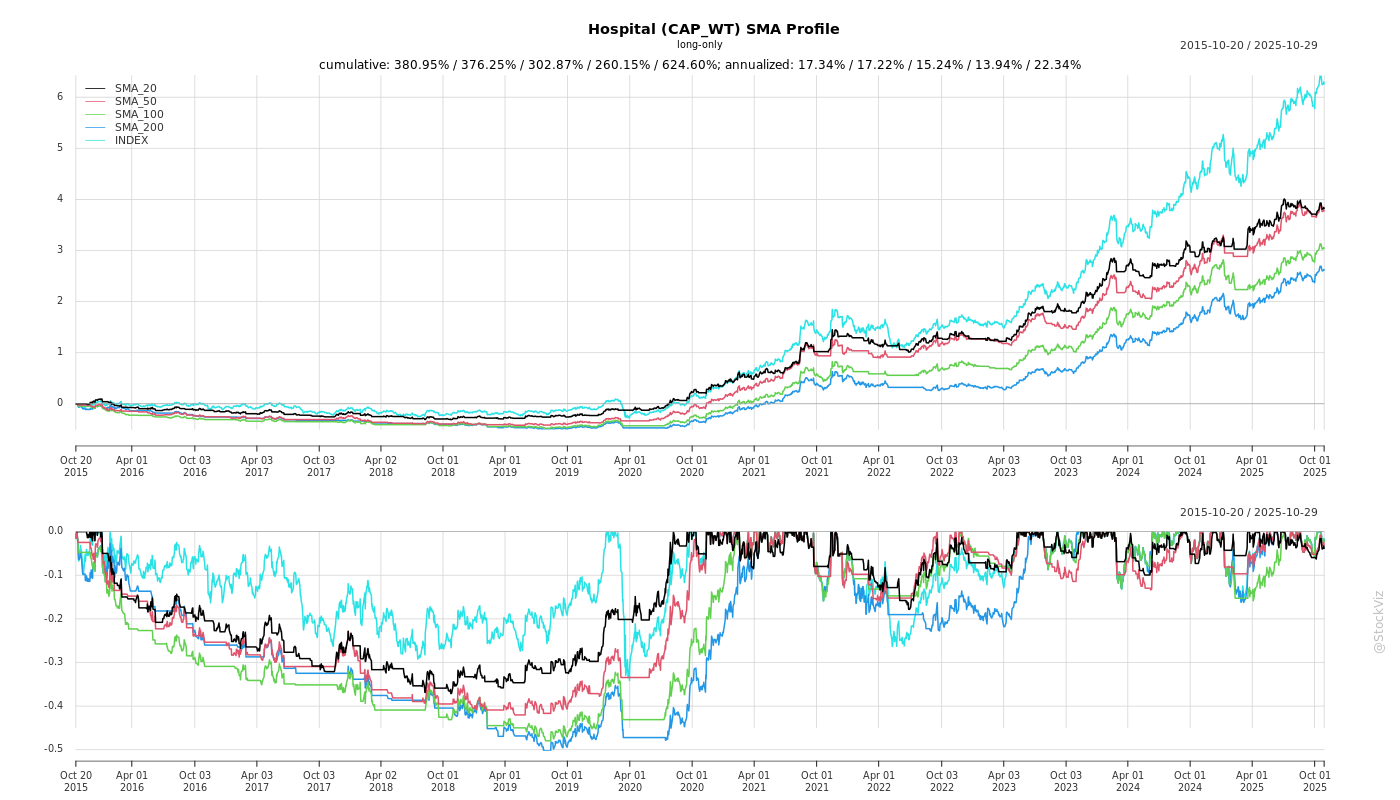 Hospital (CAP_WT) SMA Profile
long-only
2015-10-20 / 2025-10-29
cumulative: 380.95% / 376.25% / 302.87% / 260.15% / 624.60%; annualized: 17.34% / 17.22% / 15.24% / 13.94% / 22.34%
SMA_20
SMA_50
SMA_100
SMA_200
INDEX
6
5
4
3
2
1
0
Oct 20 Apr 01 Oct 03 Apr 03 Oct 03 Apr 02 Oct 01 Apr 01 Oct 01 Apr 01 Oct 01 Apr 01 Oct 01 Apr 01 Oct 03 Apr 03 Oct 03 Apr 01 Oct 01 Apr 01 Oct 01
2015 2016 2016 2017 2017 2018 2018 2019 2019 2020 2020 2021 2021 2022 2022 2023 2023 2024 2024 2025 2025
2015-10-20 / 2025-10-29
0.0
-0.1
-0.2
-0.3
-0.4
-0.5
Oct 20 Apr 01 Oct 03 Apr 03 Oct 03 Apr 02 Oct 01 Apr 01 Oct 01 Apr 01 Oct 01 Apr 01 Oct 01 Apr 01 Oct 03 Apr 03 Oct 03 Apr 01 Oct 01 Apr 01 Oct 01
2015 2016 2016 2017 2017 2018 2018 2019 2019 2020 2020 2021 2021 2022 2022 2023 2023 2024 2024 2025 2025
@StockViz